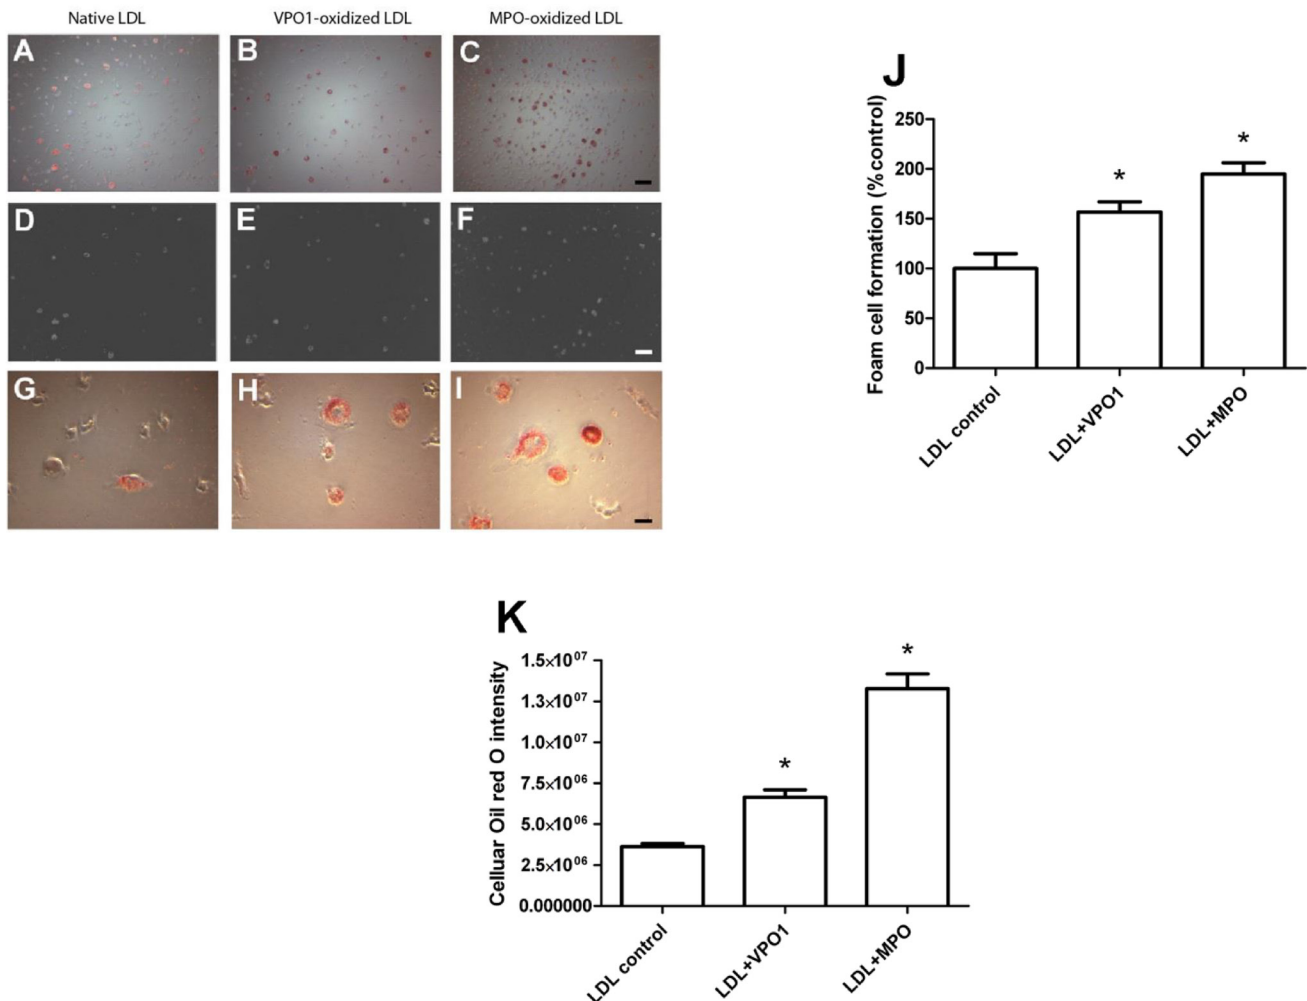 Native LDL VPO1-oxidized LDL MPO-oxidized LDL
A B C
D E F
G H I
J
Foam cell formation (% control)
250
200
150
100
50
0
* *
LDL control LDL+VPO1 LDL+MPO
K
Celluar Oil red O intensity
1.5×10⁰⁷
1.3×10⁰⁷
1.0×10⁰⁷
7.5×10⁰⁶
5.0×10⁰⁶
2.5×10⁰⁶
0.000000
* *
LDL control LDL+VPO1 LDL+MPO